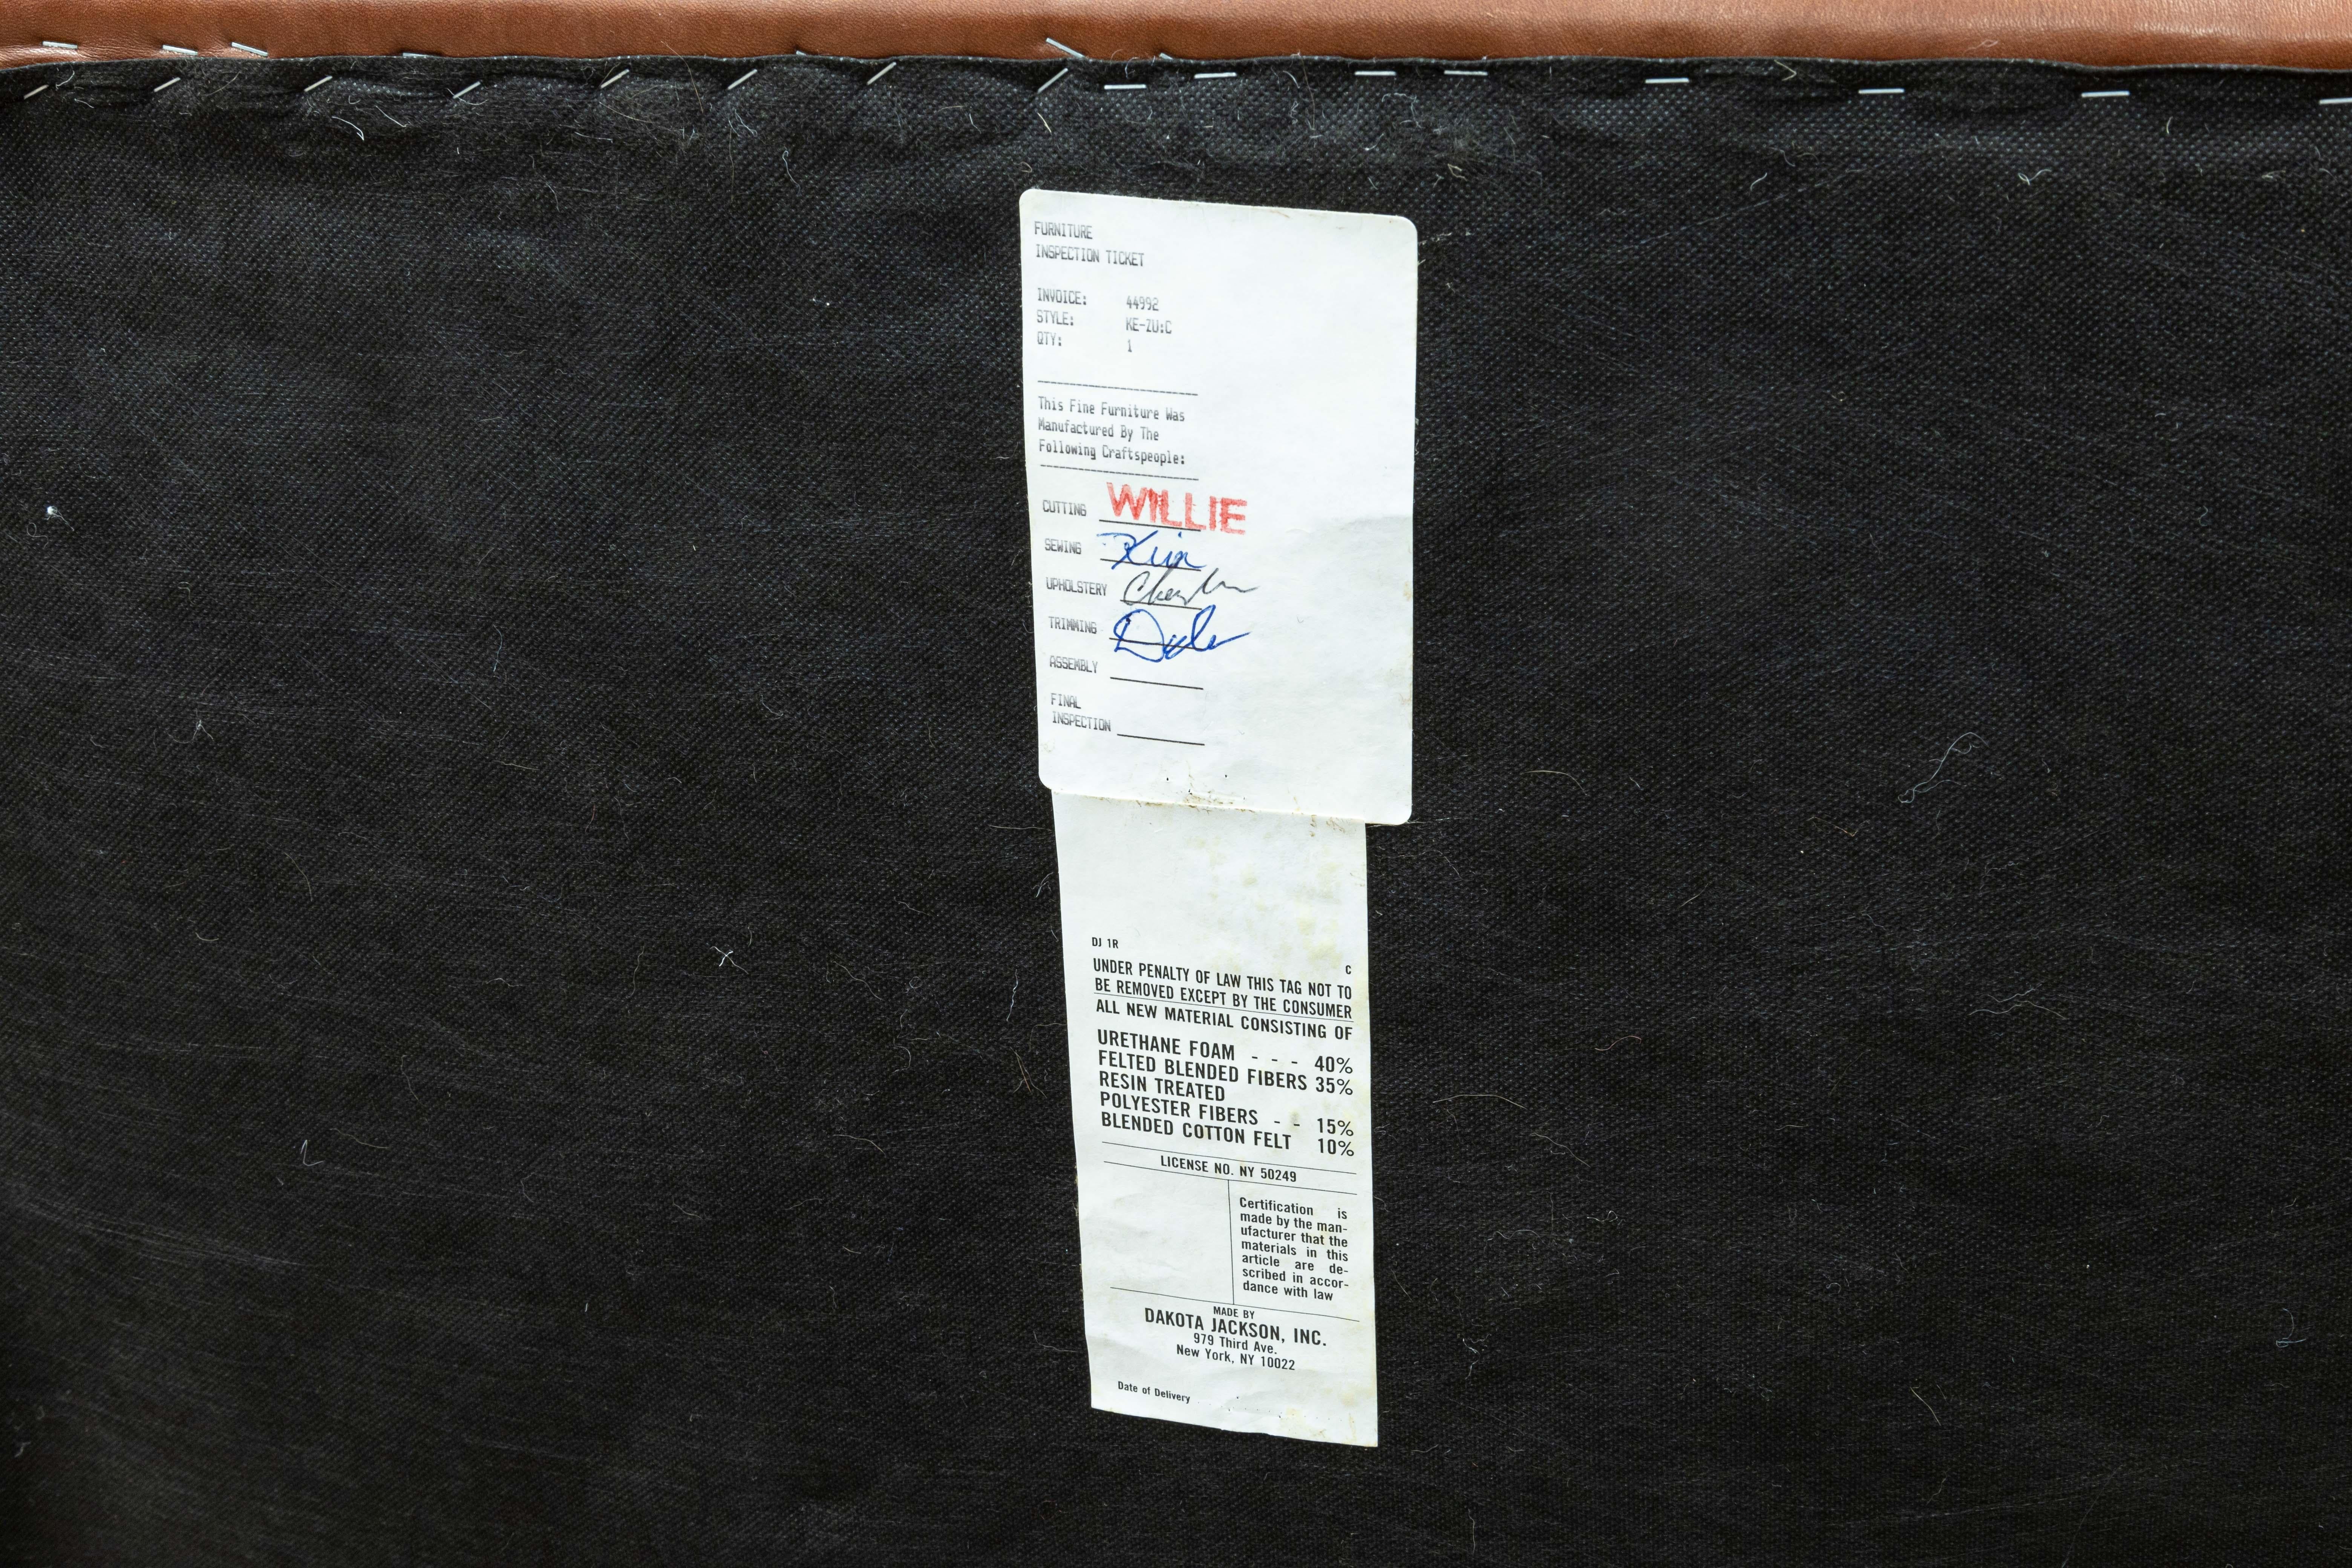 FURNITURE
INSPECTION TICKET
INVOICE: 44992
STYLE: KE-ZU:C
QTY: 1
This Fine Furniture Was
Manufactured By The
Following Craftspeople:
CUTTING WILLIE
SEWING Kim
UPHOLSTERY
TRIMMING
ASSEMBLY
FINAL
INSPECTION
DJ 1R
C
UNDER PENALTY OF LAW THIS TAG NOT TO
BE REMOVED EXCEPT BY THE CONSUMER
ALL NEW MATERIAL CONSISTING OF
URETHANE FOAM - - - 40%
FELTED BLENDED FIBERS 35%
RESIN TREATED
POLYESTER FIBERS - - 15%
BLENDED COTTON FELT 10%
LICENSE NO. NY 50249
Certification is
made by the man-
ufacturer that the
materials in this
article are de-
scribed in accor-
dance with law
MADE BY
DAKOTA JACKSON, INC.
979 Third Ave.
New York, NY 10022
Date of Delivery